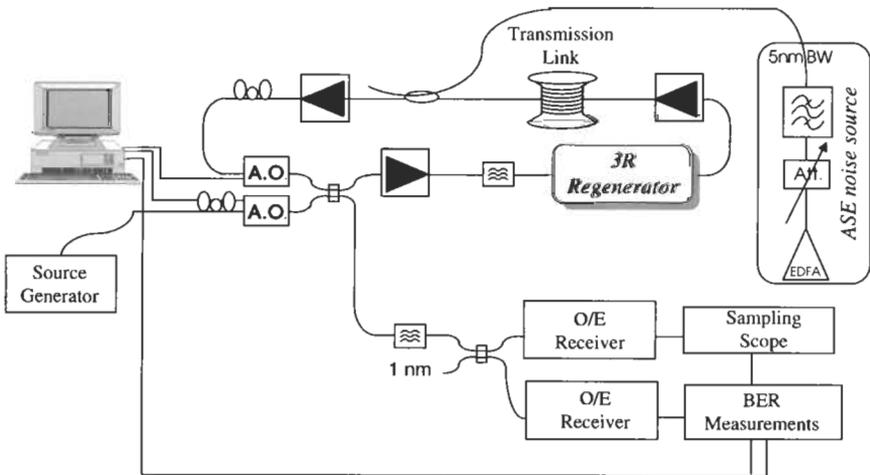 Transmission
Link
5nm BW
A.O.
3R
Regenerator
Att.
ASE noise source
A.O.
EDFA
Source
Generator
O/E
Receiver
Sampling
Scope
1 nm
O/E
Receiver
BER
Measurements